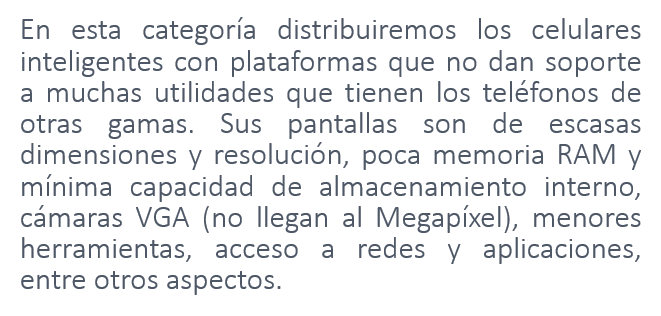 En esta categoría distribuiremos los celulares
inteligentes con plataformas que no dan soporte
a muchas utilidades que tienen los teléfonos de
otras gamas. Sus pantallas son de escasas
dimensiones y resolución, poca memoria RAM y
mínima capacidad de almacenamiento interno,
cámaras VGA (no llegan al Megapíxel), menores
herramientas, acceso a redes y aplicaciones,
entre otros aspectos.